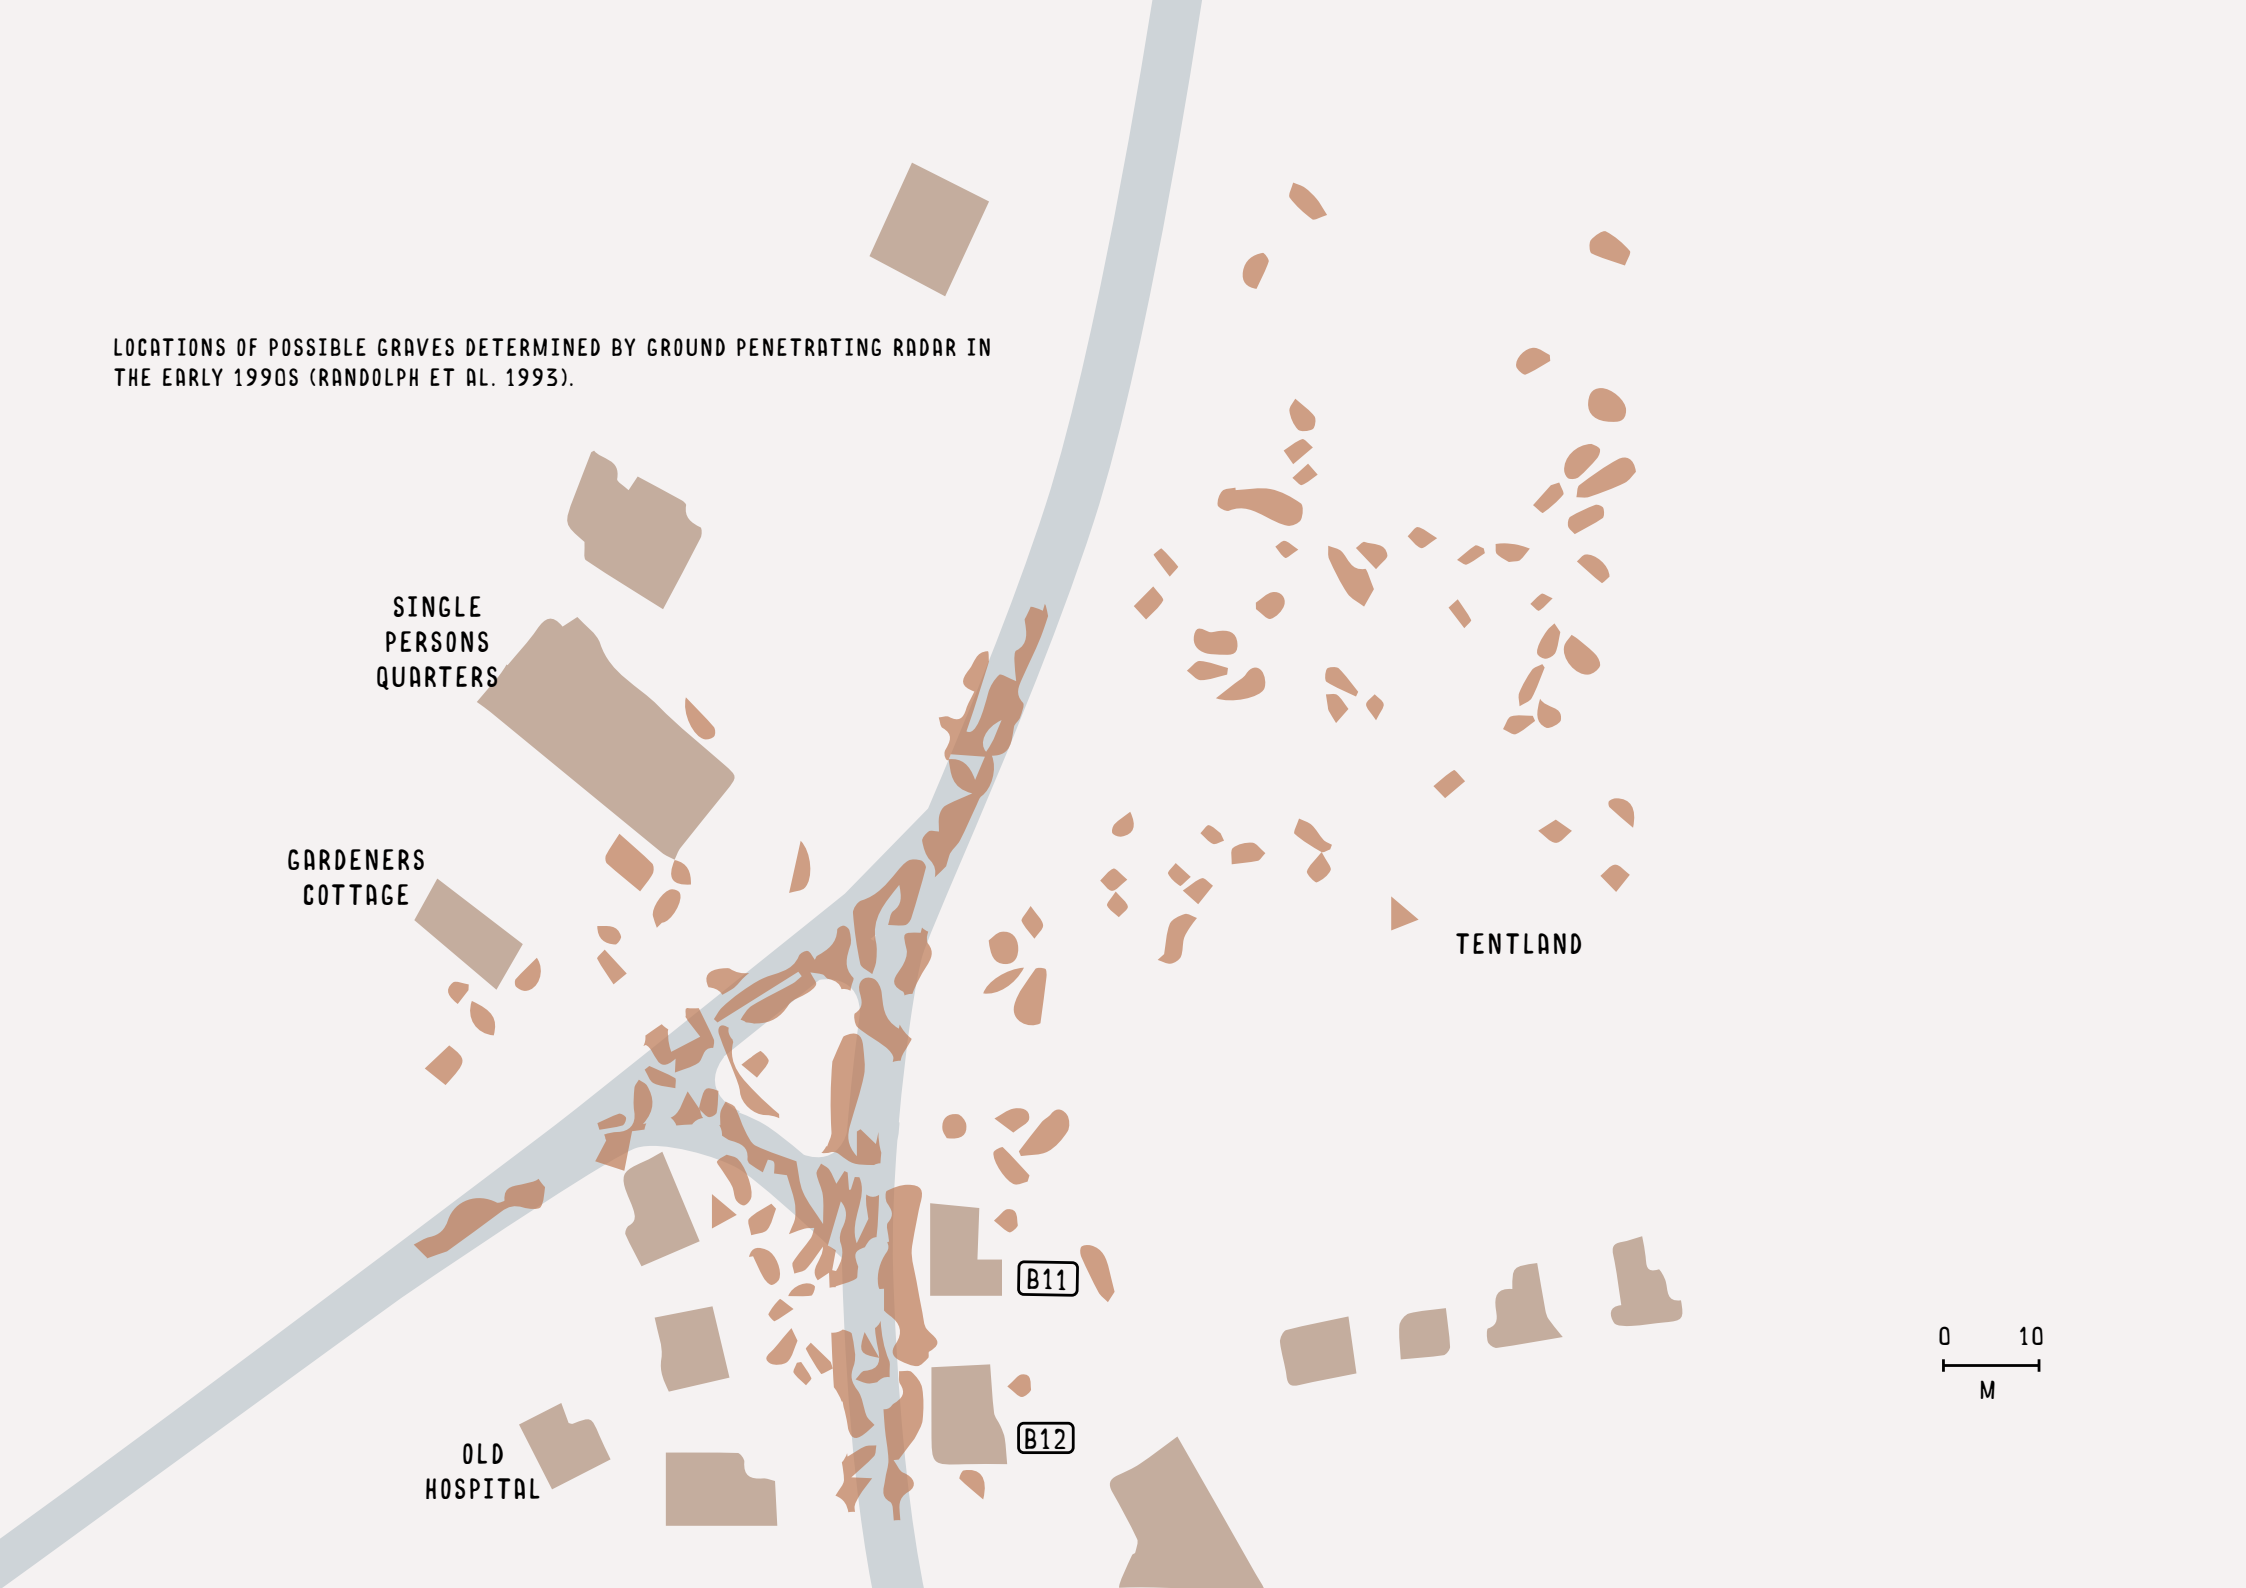 LOCATIONS OF POSSIBLE GRAVES DETERMINED BY GROUND PENETRATING RADAR IN
THE EARLY 1990S (RANDOLPH ET AL. 1993).
SINGLE
PERSONS
QUARTERS
GARDENERS
COTTAGE
TENTLAND
B11
B12
OLD
HOSPITAL
0 10
M